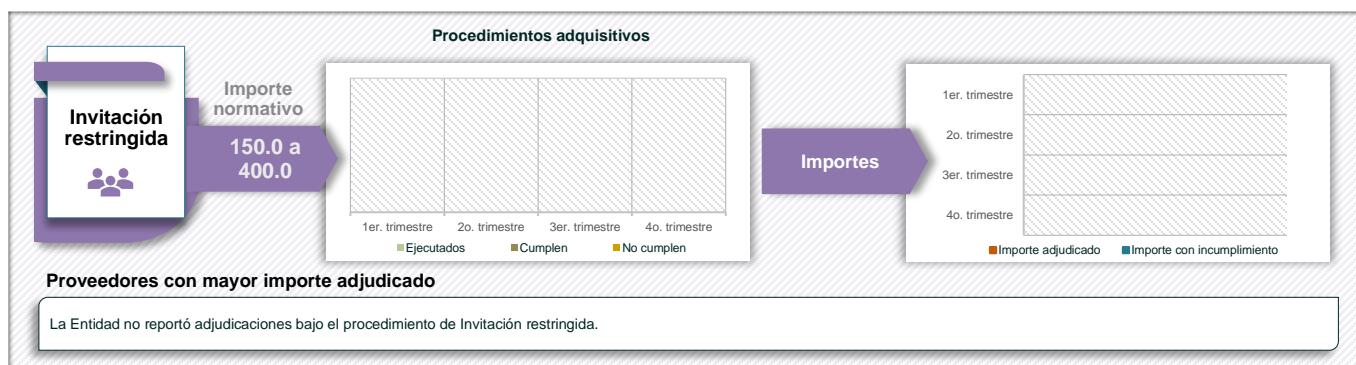 Procedimientos adquisitivos
Invitación
restringida
Importe
normativo
150.0 a
400.0
1er. trimestre 2o. trimestre 3er. trimestre 4o. trimestre
Ejecutados Cumplen No cumplen
Importes
1er. trimestre
2o. trimestre
3er. trimestre
4o. trimestre
Importe adjudicado Importe con incumplimiento
Proveedores con mayor importe adjudicado
La Entidad no reportó adjudicaciones bajo el procedimiento de Invitación restringida.